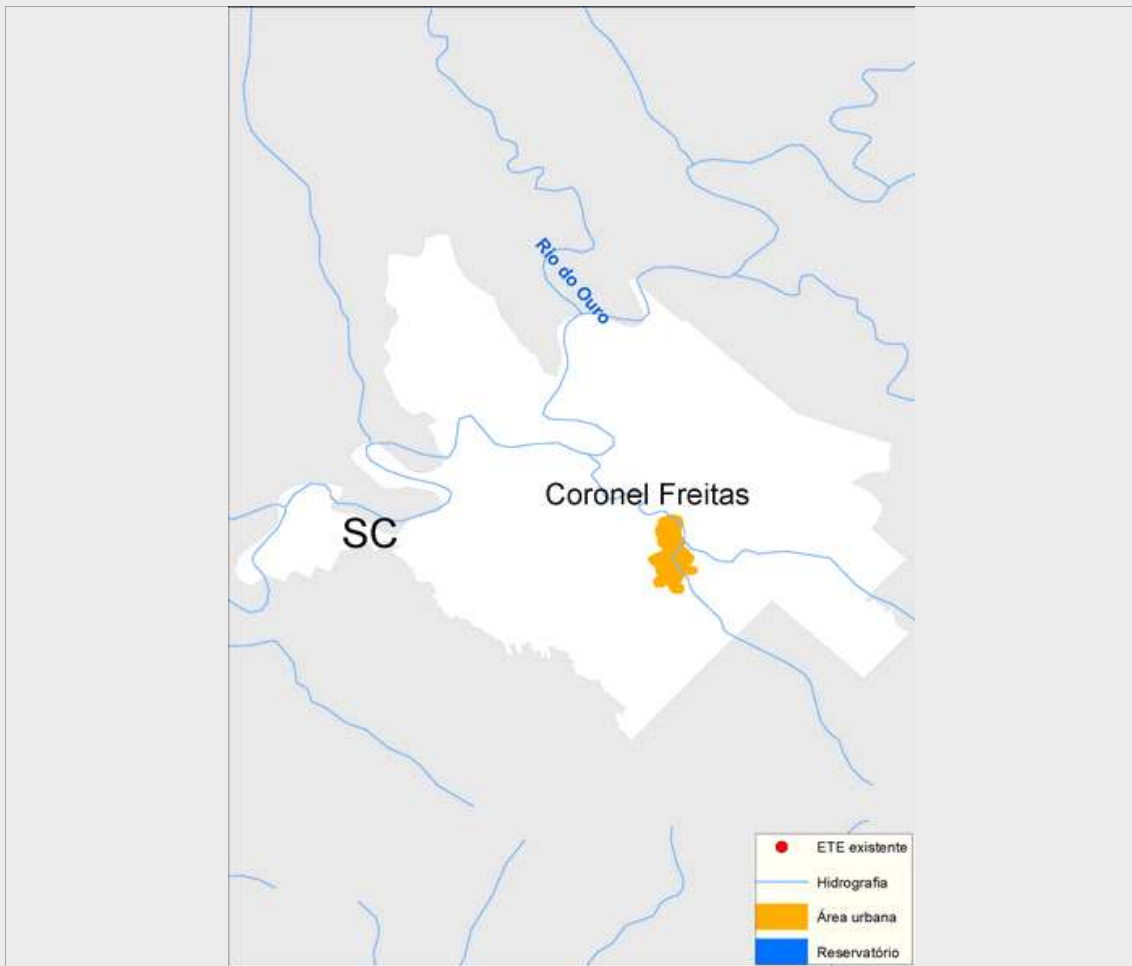 Rio do Ouro
Coronel Freitas
SC
ETE existente
Hidrografia
Área urbana
Reservatório